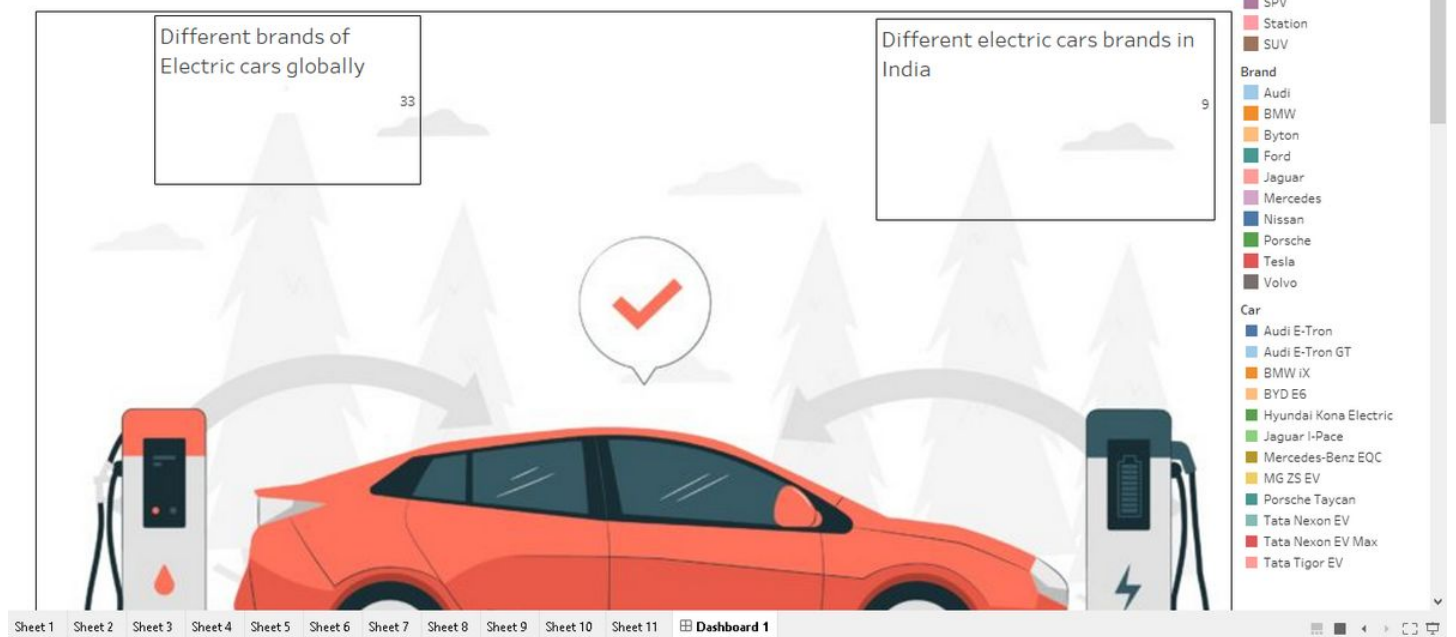 SPV
Station
SUV
Different brands of
Electric cars globally
33
Different electric cars brands in
India
9
Brand
Audi
BMW
Byton
Ford
Jaguar
Mercedes
Nissan
Porsche
Tesla
Volvo
Car
Audi E-Tron
Audi E-Tron GT
BMW iX
BYD E6
Hyundai Kona Electric
Jaguar I-Pace
Mercedes-Benz EQC
MG ZS EV
Porsche Taycan
Tata Nexon EV
Tata Nexon EV Max
Tata Tigor EV
Sheet 1 Sheet 2 Sheet 3 Sheet 4 Sheet 5 Sheet 6 Sheet 7 Sheet 8 Sheet 9 Sheet 10 Sheet 11 Dashboard 1